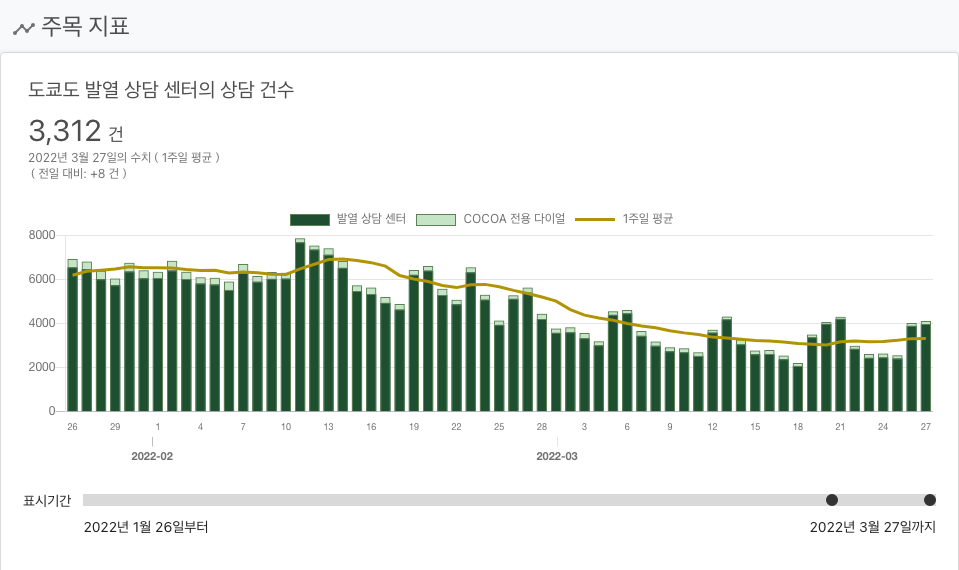 주목 지표
도쿄도 발열 상담 센터의 상담 건수
3,312 건
2022년 3월 27일의 수치 ( 1주일 평균 )
( 전일 대비: +8 건 )
발열 상담 센터 COCOA 전용 다이얼 1주일 평균
8000
6000
4000
2000
0
26 29 1 4 7 10 13 16 19 22 25 28 3 6 9 12 15 18 21 24 27
2022-02 2022-03
표시기간
2022년 1월 26일부터 2022년 3월 27일까지